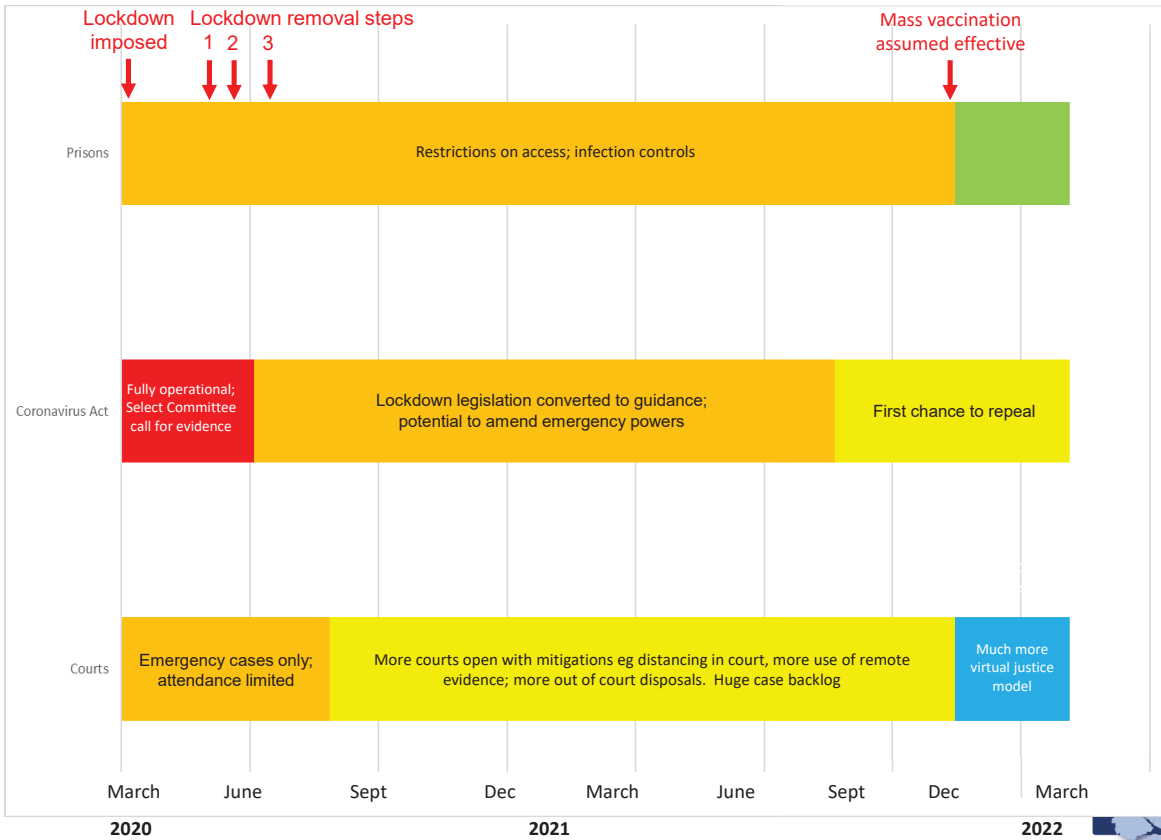 Lockdown
imposed
Lockdown removal steps
1 2 3
Mass vaccination
assumed effective
Prisons
Restrictions on access; infection controls
Coronavirus Act
Fully operational;
Select Committee
call for evidence
Lockdown legislation converted to guidance;
potential to amend emergency powers
First chance to repeal
Courts
Emergency cases only;
attendance limited
More courts open with mitigations eg distancing in court, more use of remote
evidence; more out of court disposals. Huge case backlog
Much more
virtual justice
model
March June Sept Dec March June Sept Dec March
2020 2021 2022